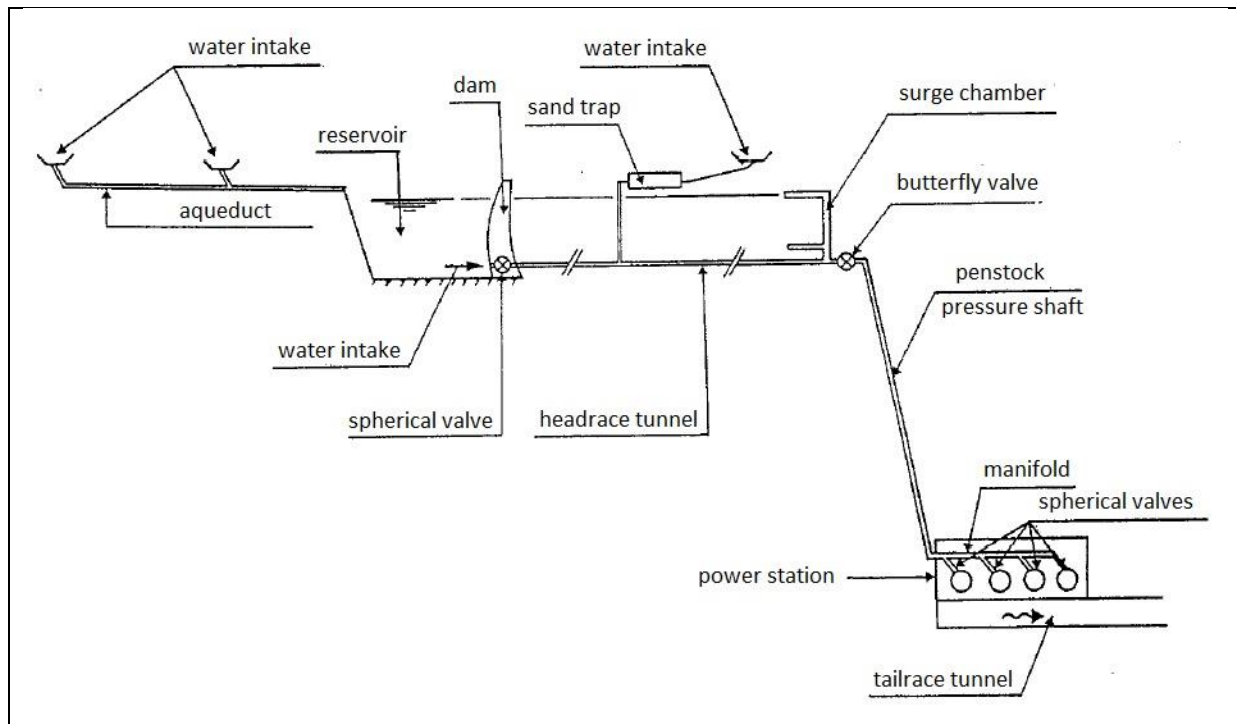 water intake
water intake
dam
sand trap
surge chamber
reservoir
butterfly valve
aqueduct
penstock
pressure shaft
water intake
spherical valve
headrace tunnel
manifold
spherical valves
power station
tailrace tunnel